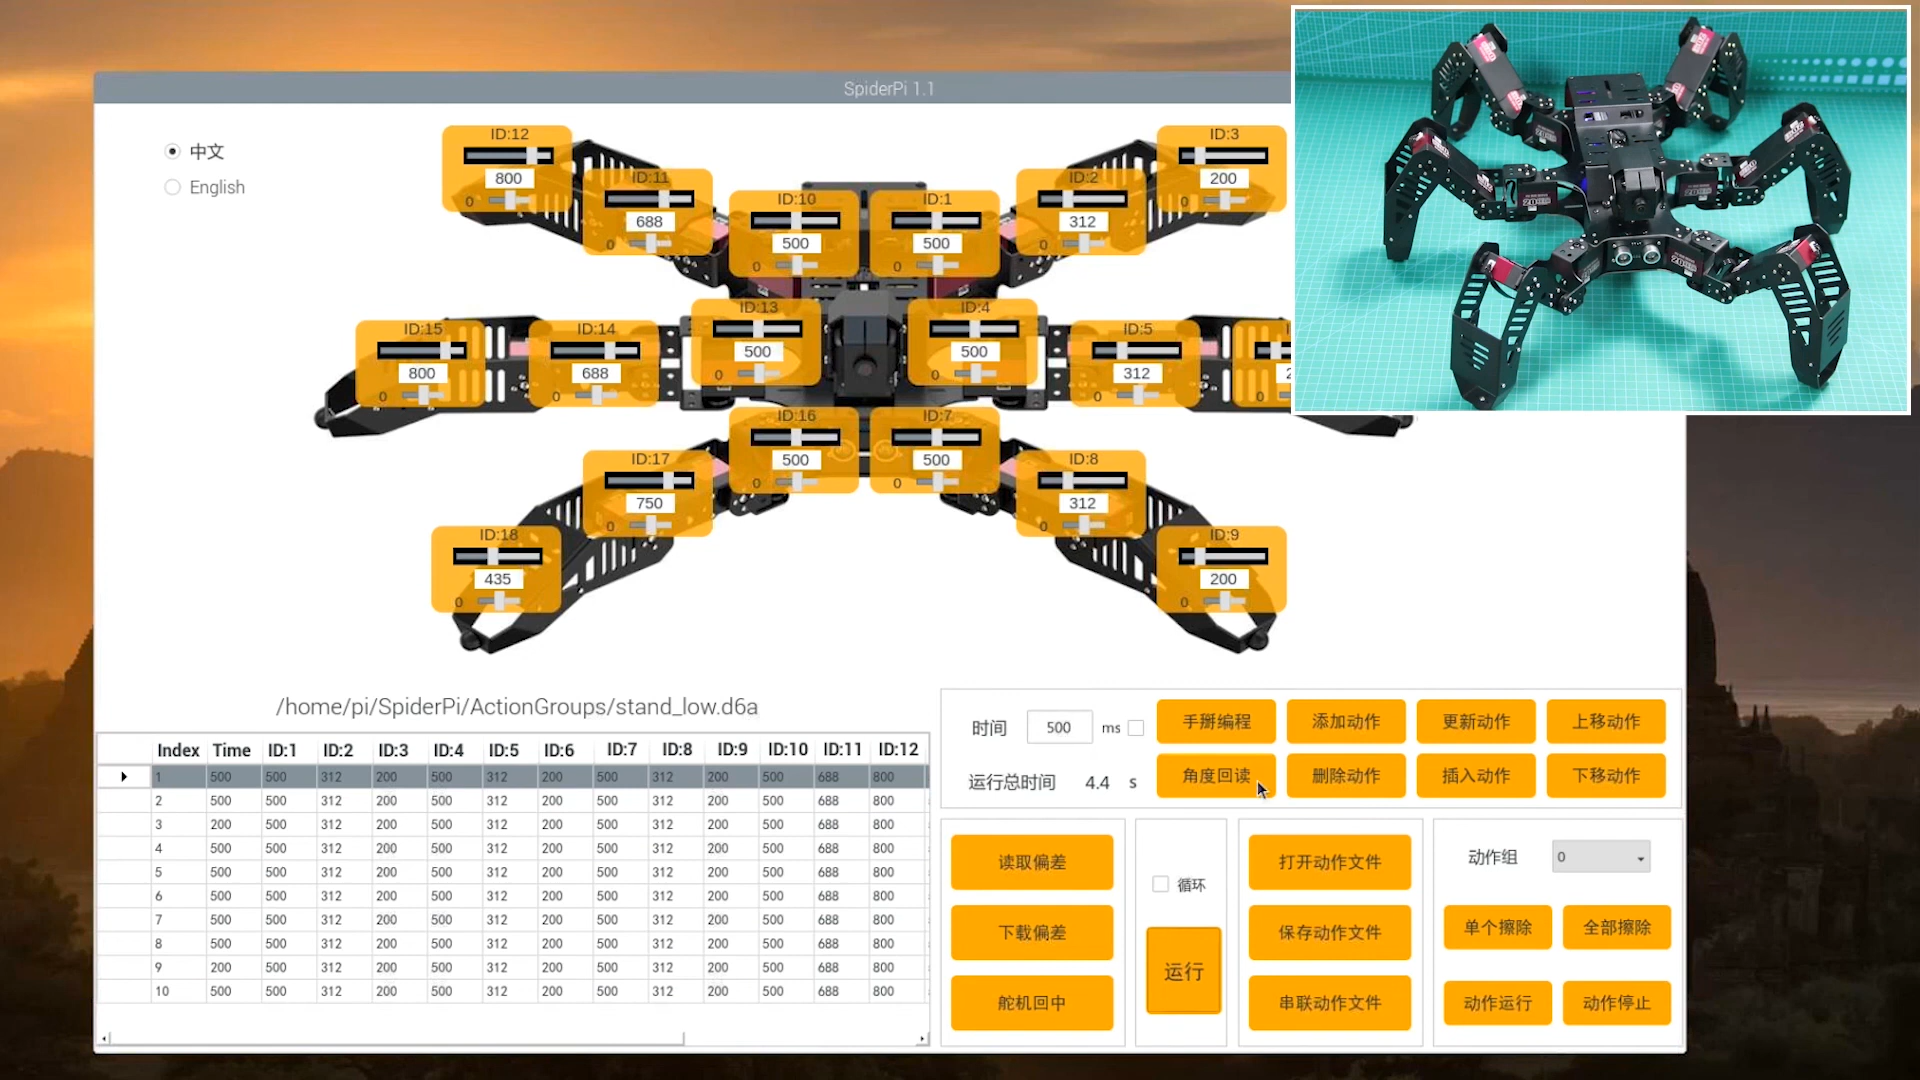 SpiderPi 1.1
中文
English
ID:12
800
0
ID:11
688
0
ID:10
500
0
ID:1
500
0
ID:2
312
0
ID:3
200
0
ID:15
800
0
ID:14
688
0
ID:13
500
0
ID:4
500
0
ID:5
312
0
0
ID:18
435
0
ID:17
750
0
ID:16
500
0
ID:7
500
0
ID:8
312
0
ID:9
200
0
/home/pi/SpiderPi/ActionGroups/stand_low.d6a
Index Time ID:1 ID:2 ID:3 ID:4 ID:5 ID:6 ID:7 ID:8 ID:9 ID:10 ID:11 ID:12
1 500 500 312 200 500 312 200 500 312 200 500 688 800
2 500 500 312 200 500 312 200 500 312 200 500 688 800
3 200 500 312 200 500 312 200 500 312 200 500 688 800
4 500 500 312 200 500 312 200 500 312 200 500 688 800
5 500 500 312 200 500 312 200 500 312 200 500 688 800
6 500 500 312 200 500 312 200 500 312 200 500 688 800
7 500 500 312 200 500 312 200 500 312 200 500 688 800
8 500 500 312 200 500 312 200 500 312 200 500 688 800
9 200 500 312 200 500 312 200 500 312 200 500 688 800
10 500 500 312 200 500 312 200 500 312 200 500 688 800
时间 500 ms 手掰编程 添加动作 更新动作 上移动作
运行总时间 4.4 s 角度回读 删除动作 插入动作 下移动作
读取偏差
下载偏差
舵机回中
循环
运行
打开动作文件
保存动作文件
串联动作文件
动作组 0
单个擦除 全部擦除
动作运行 动作停止